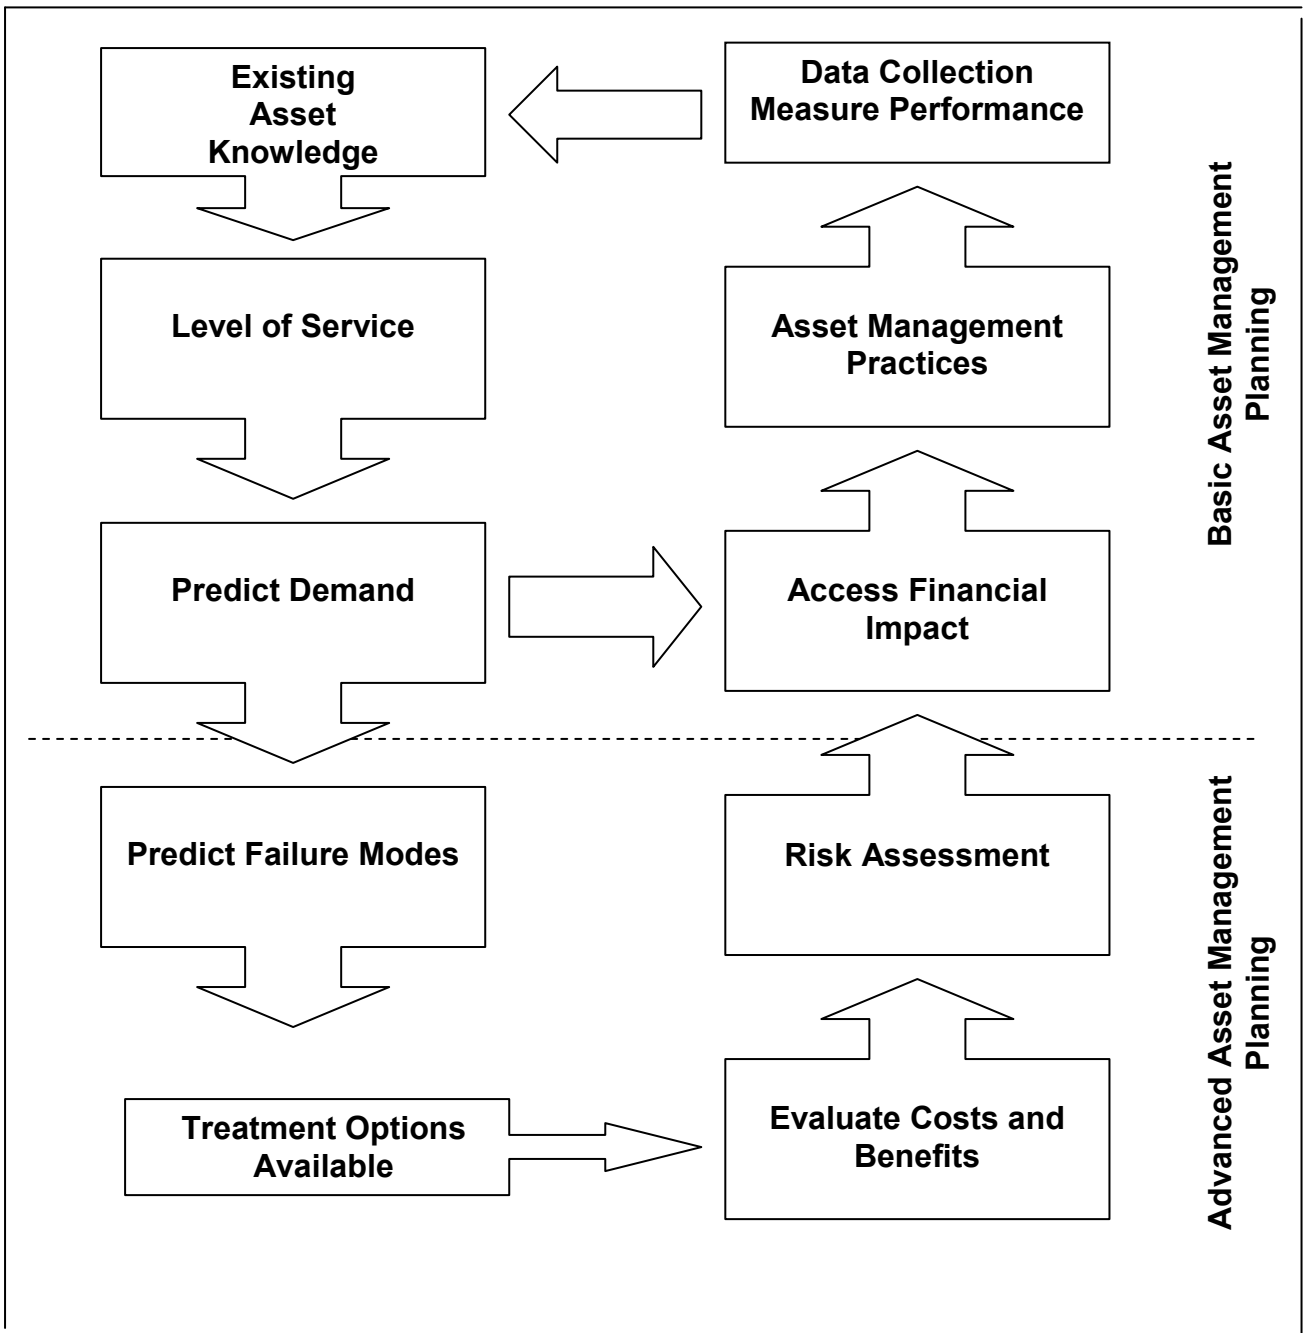 Existing
Asset
Knowledge
Data Collection
Measure Performance
Level of Service
Asset Management
Practices
Predict Demand
Access Financial
Impact
Basic Asset Management
Planning
Predict Failure Modes
Risk Assessment
Treatment Options
Available
Evaluate Costs and
Benefits
Advanced Asset Management
Planning